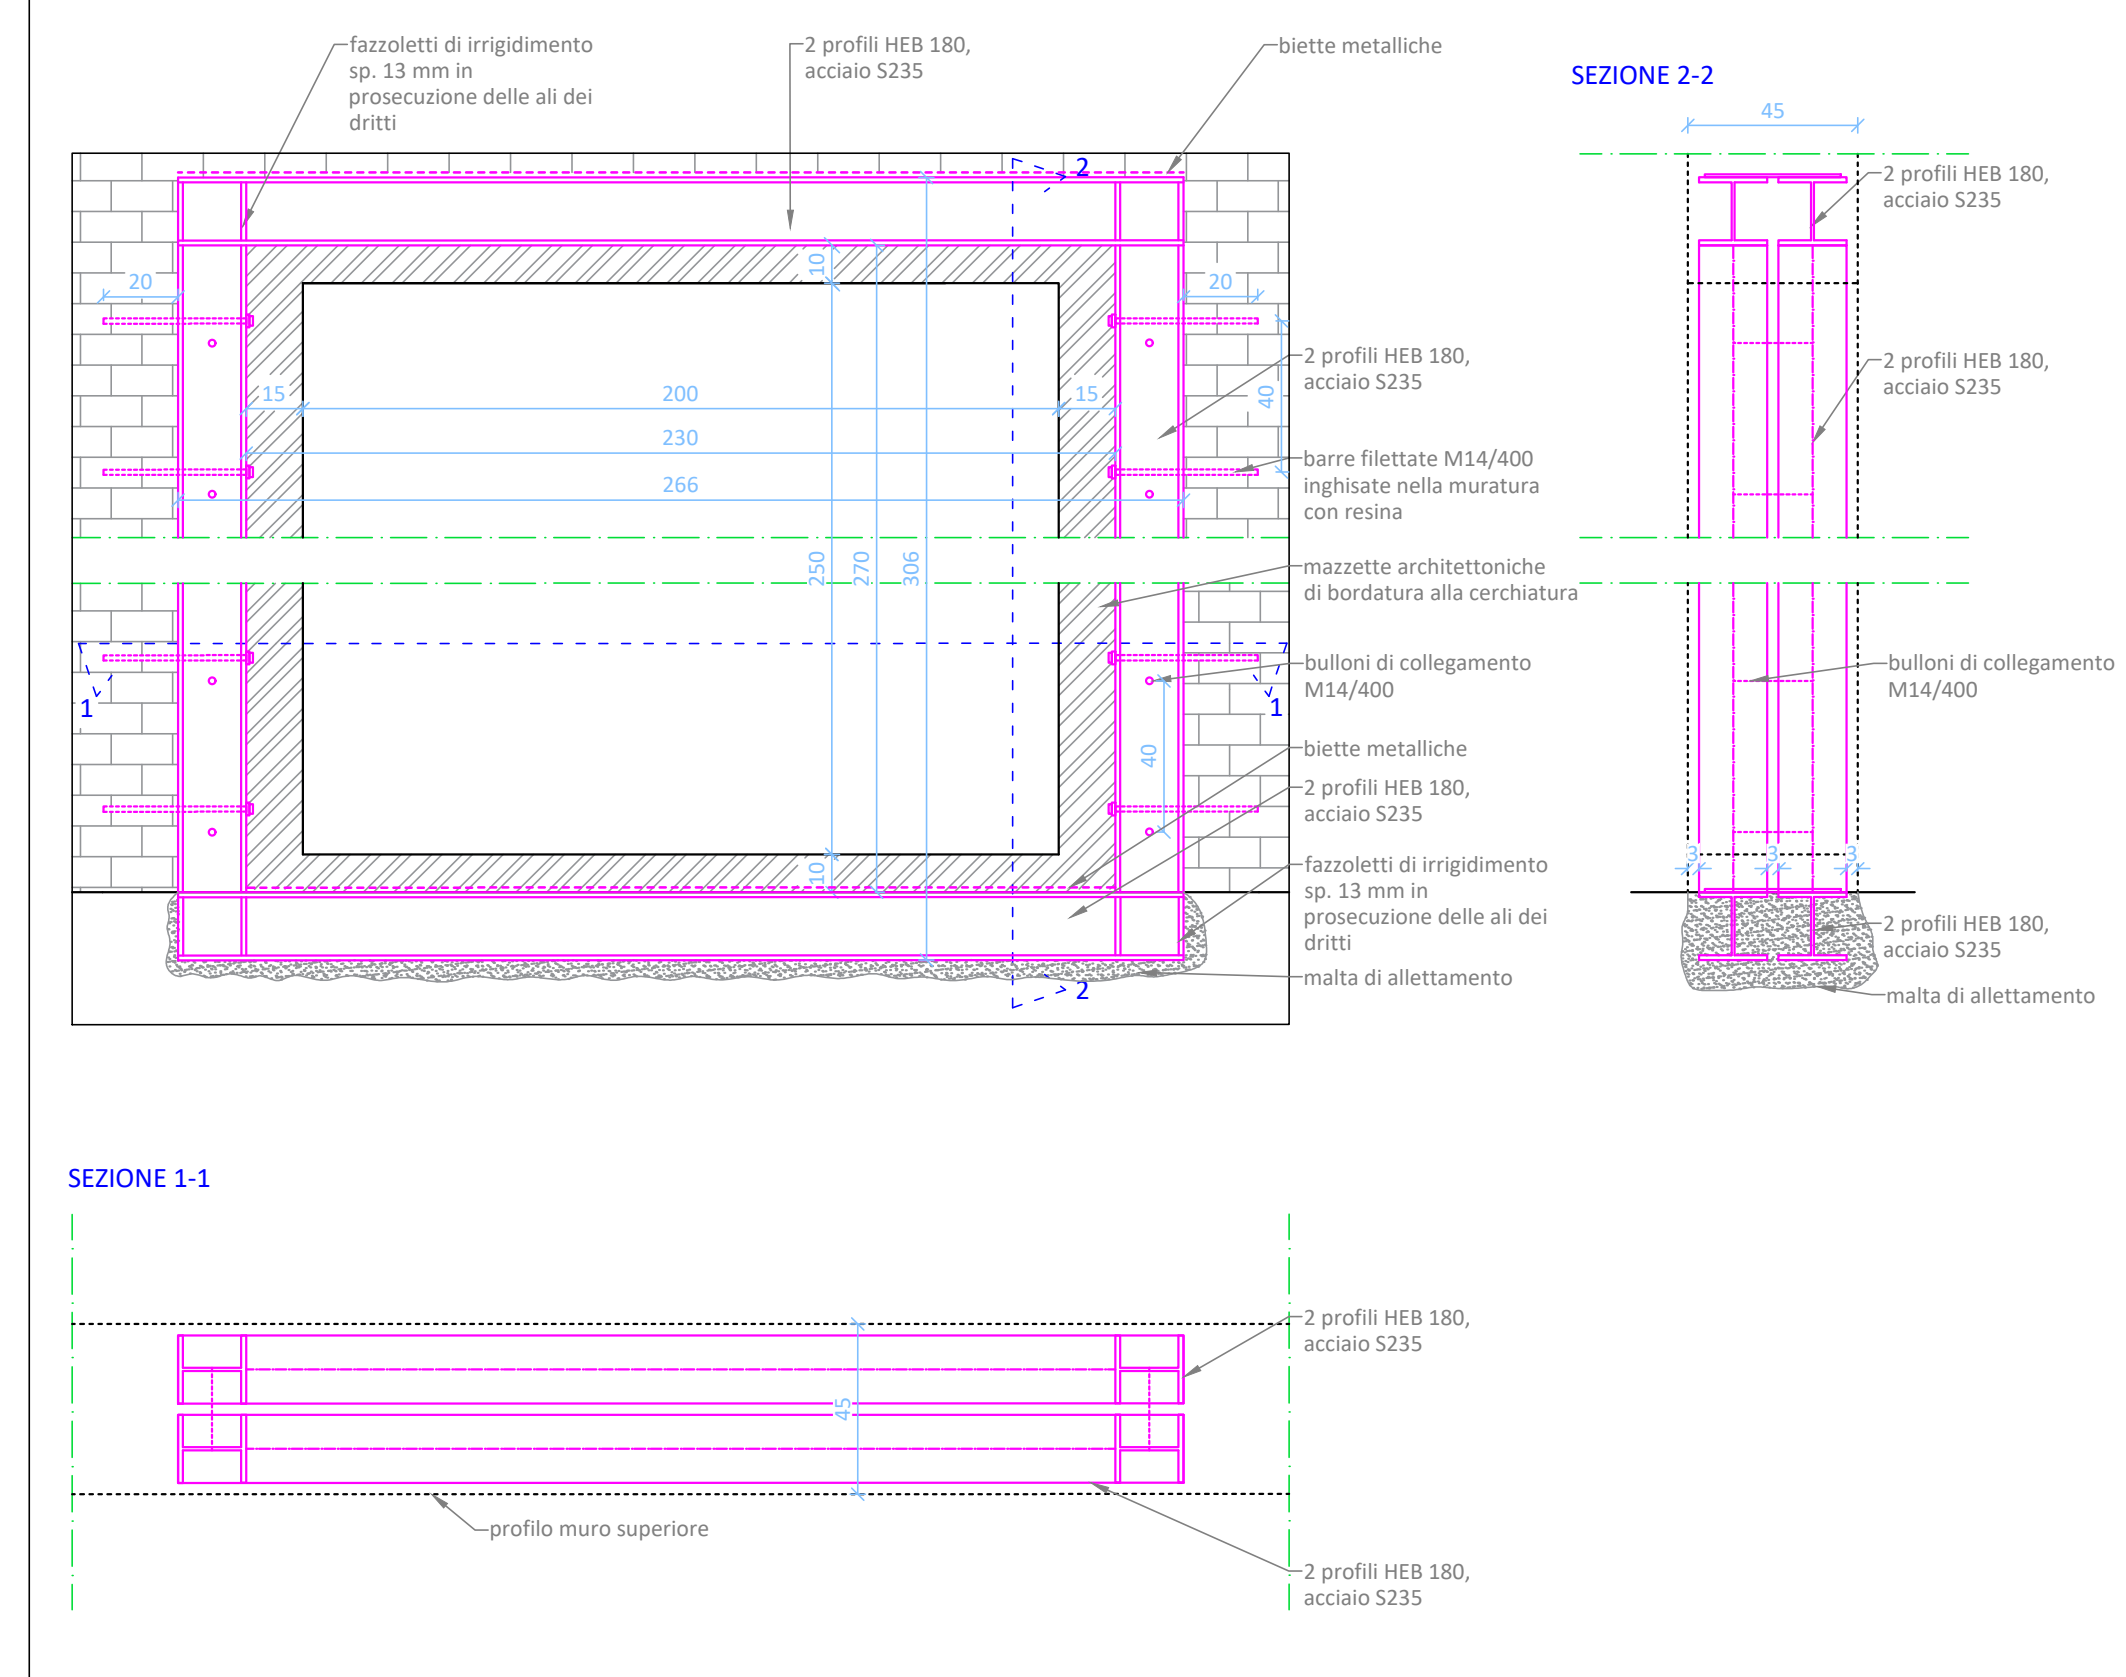 fazzoletti di irrigidimento
sp. 13 mm in
prosecuzione delle ali dei
dritti
2 profili HEB 180,
acciaio S235
biette metalliche
SEZIONE 2-2
45
2
2 profili HEB 180,
acciaio S235
20
10
20
2 profili HEB 180,
acciaio S235
2 profili HEB 180,
acciaio S235
15
200
15
40
230
266
barre filettate M14/400
inghisate nella muratura
con resina
250
270
306
mazzette architettoniche
di bordatura alla cerchiatura
bulloni di collegamento
M14/400
bulloni di collegamento
M14/400
1
1
40
biette metalliche
2 profili HEB 180,
acciaio S235
10
3
3
3
fazzoletti di irrigidimento
sp. 13 mm in
prosecuzione delle ali dei
dritti
2 profili HEB 180,
acciaio S235
malta di allettamento
2
malta di allettamento
SEZIONE 1-1
2 profili HEB 180,
acciaio S235
45
profilo muro superiore
2 profili HEB 180,
acciaio S235